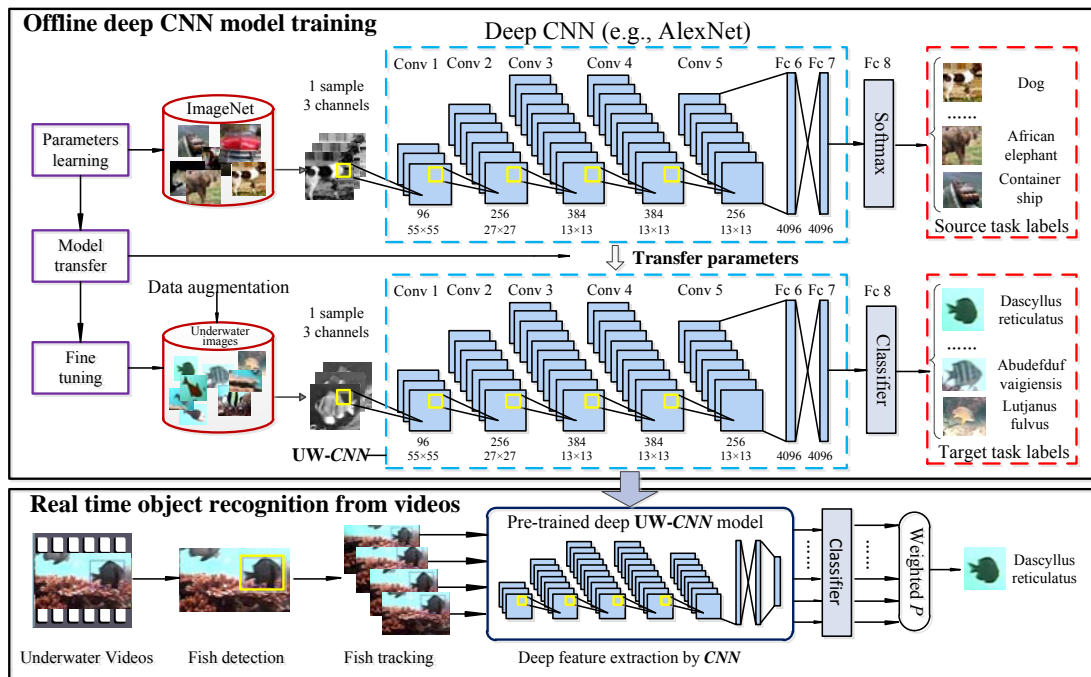 Offline deep CNN model training
Deep CNN (e.g., AlexNet)
Conv 1 Conv 2 Conv 3 Conv 4 Conv 5 Fc 6 Fc 7 Fc 8
1 sample
3 channels
ImageNet
Parameters
learning
Softmax
Dog
......
African
elephant
Container
ship
Source task labels
96 256 384 384 256
55×55 27×27 13×13 13×13 13×13 4096 4096
Model
transfer
Transfer parameters
Data augmentation
Underwater
images
Fine
tuning
1 sample
3 channels
Conv 1 Conv 2 Conv 3 Conv 4 Conv 5 Fc 6 Fc 7 Fc 8
Classifier
Dascyllus
reticulatus
......
Abudefduf
vaigiensis
Lutjanus
fulvus
Target task labels
96 256 384 384 256
55×55 27×27 13×13 13×13 13×13 4096 4096
UW-CNN
Real time object recognition from videos
Pre-trained deep UW-CNN model
Classifier
Weighted P
Dascyllus
reticulatus
Underwater Videos
Fish detection
Fish tracking
Deep feature extraction by CNN